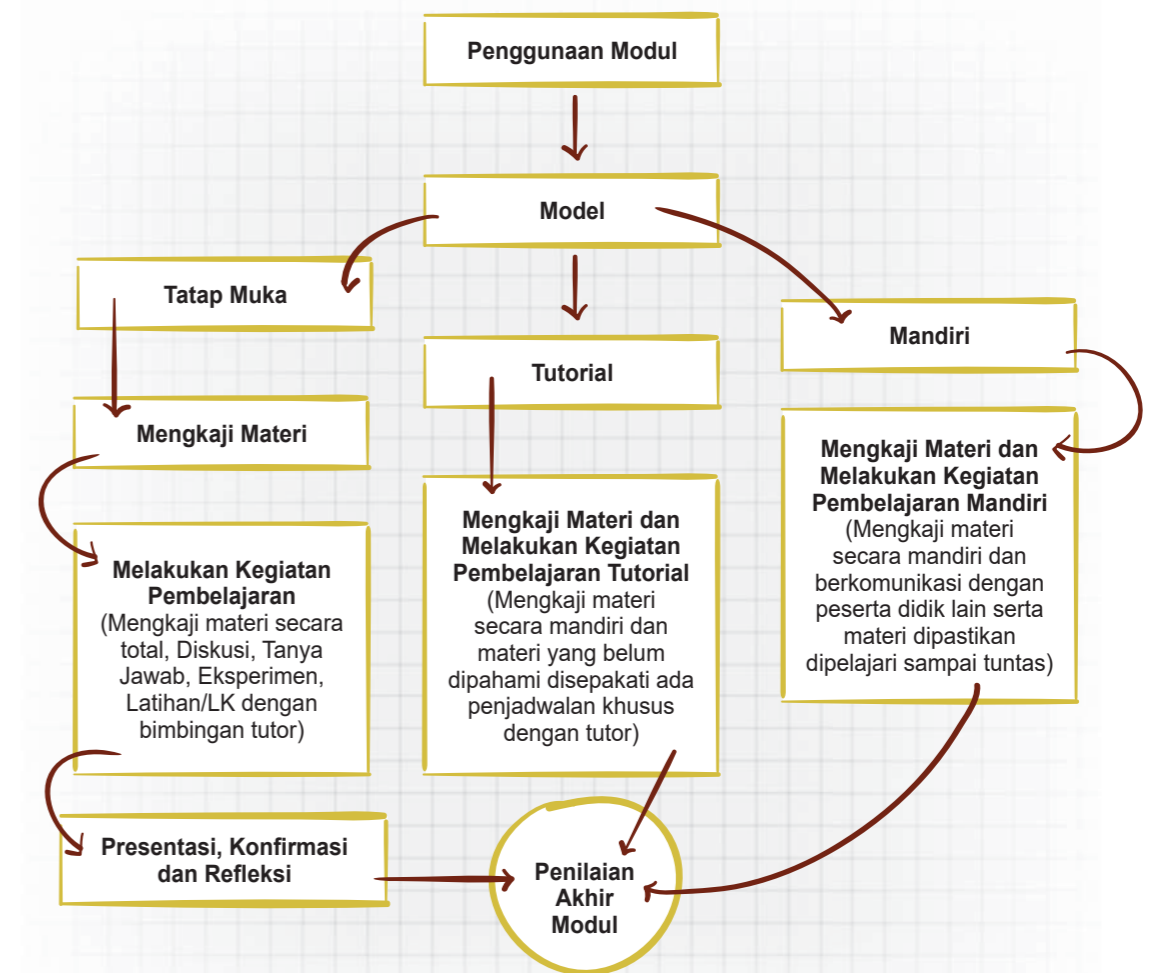 Penggunaan Modul
Model
Tatap Muka
Mengkaji Materi
Melakukan Kegiatan
Pembelajaran
(Mengkaji materi secara
total, Diskusi, Tanya
Jawab, Eksperimen,
Latihan/LK dengan
bimbingan tutor)
Presentasi, Konfirmasi
dan Refleksi
Tutorial
Mengkaji Materi dan
Melakukan Kegiatan
Pembelajaran Tutorial
(Mengkaji materi
secara mandiri dan
materi yang belum
dipahami disepakati ada
penjadwalan khusus
dengan tutor)
Mandiri
Mengkaji Materi dan
Melakukan Kegiatan
Pembelajaran Mandiri
(Mengkaji materi
secara mandiri dan
berkomunikasi dengan
peserta didik lain serta
materi dipastikan
dipelajari sampai tuntas)
Penilaian
Akhir
Modul